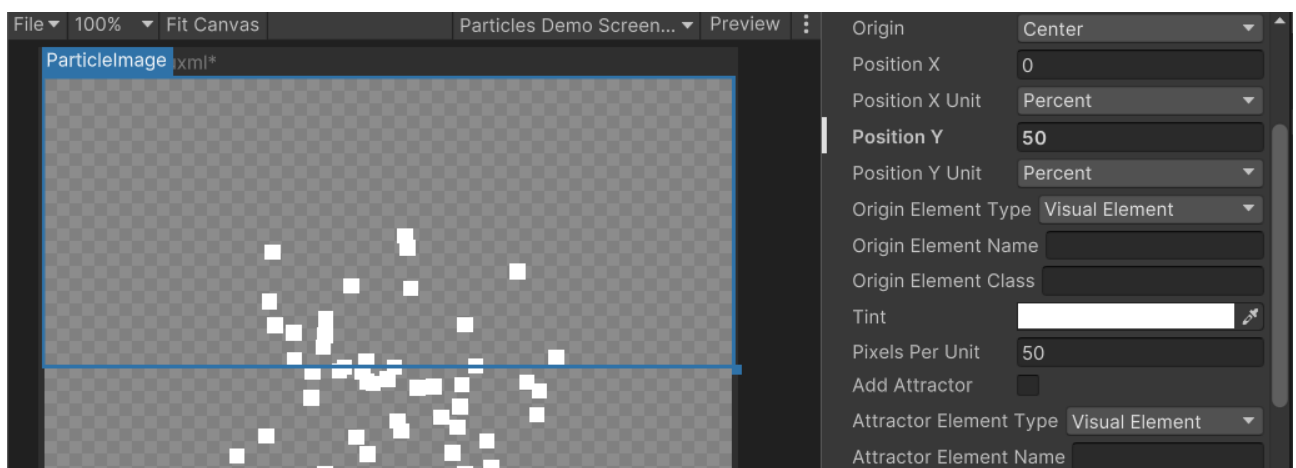 File 100% Fit Canvas Particles Demo Screen... Preview
ParticleImage uxml*
Origin Center
Position X 0
Position X Unit Percent
Position Y 50
Position Y Unit Percent
Origin Element Type Visual Element
Origin Element Name
Origin Element Class
Tint
Pixels Per Unit 50
Add Attractor
Attractor Element Type Visual Element
Attractor Element Name